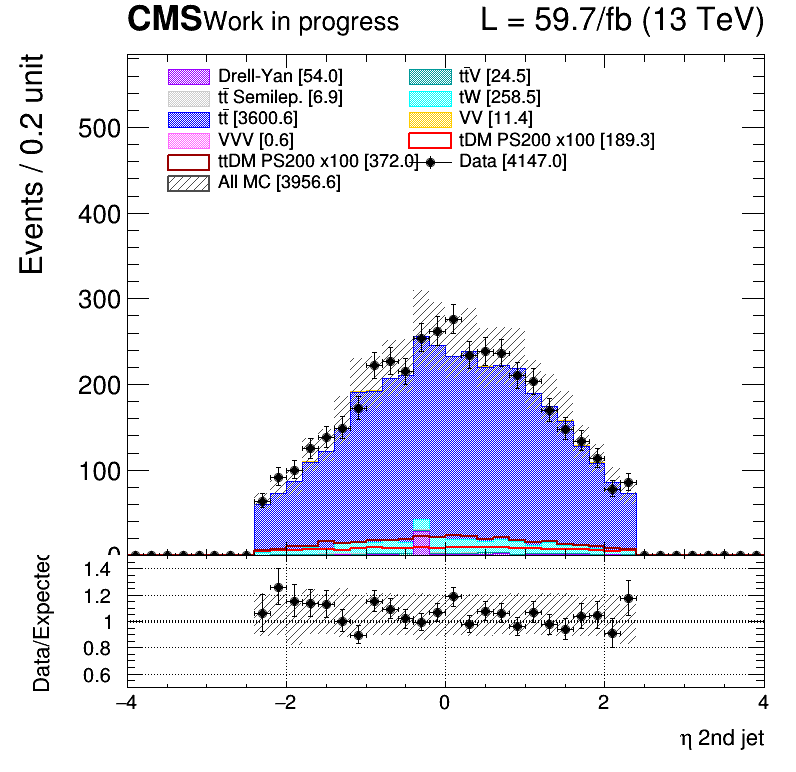 CMS Work in progress L = 59.7/fb (13 TeV)
Events / 0.2 unit
Drell-Yan [54.0] tt̄V [24.5]
tt̄ Semilep. [6.9] tW [258.5]
tt̄ [3600.6] VV [11.4]
VVV [0.6] tDM PS200 x100 [189.3]
ttDM PS200 x100 [372.0] Data [4147.0]
All MC [3956.6]
500
400
300
200
100
0
Data/Expected
1.4
1.2
1
0.8
0.6
−4 −2 0 2 4
η 2nd jet